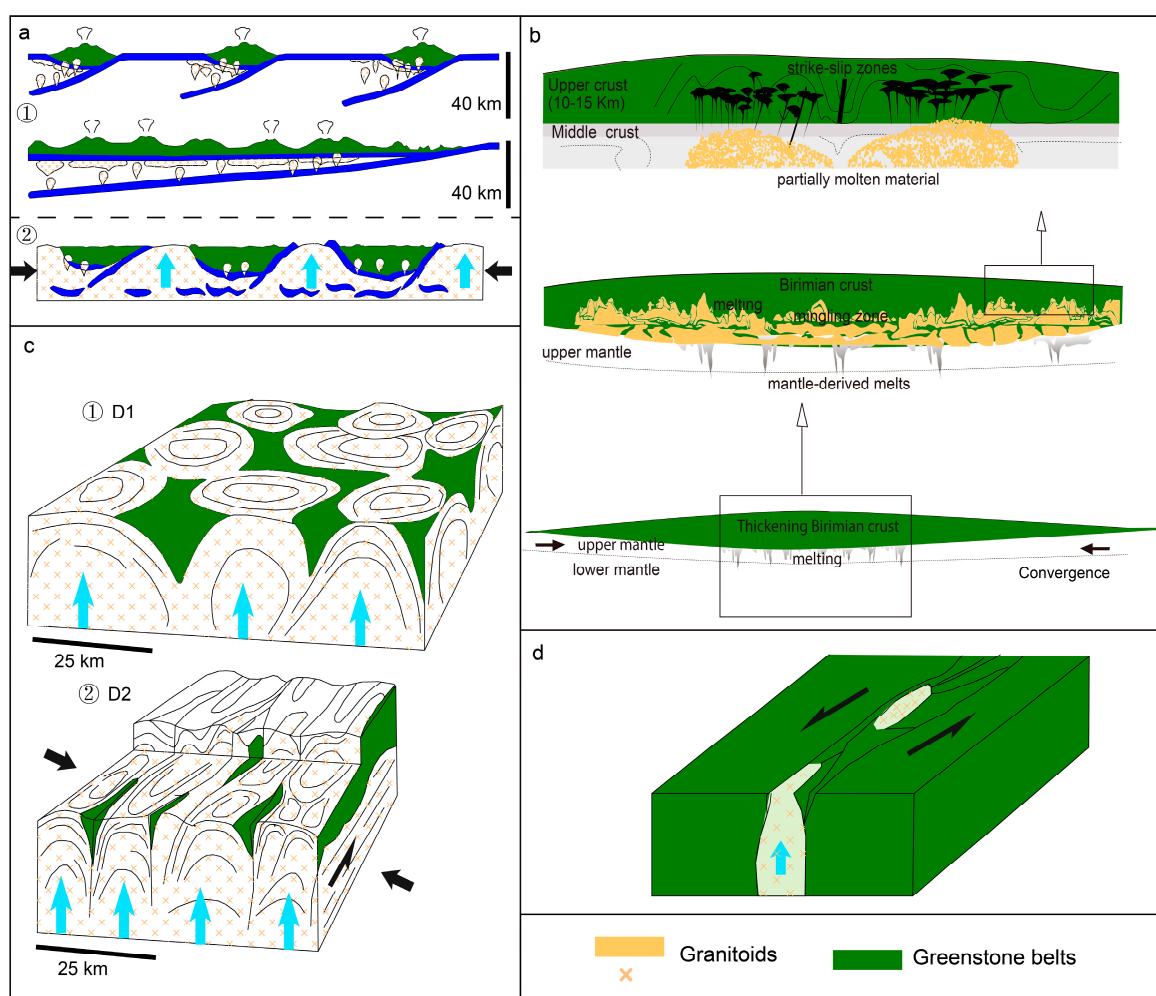 a
①
40 km
40 km
②
b
strike-slip zones
Upper crust
(10-15 Km)
Middle crust
partially molten material
Birimian crust
melting
mingling zone
upper mantle
mantle-derived melts
Thickening Birimian crust
upper mantle
melting
lower mantle
Convergence
c
① D1
25 km
② D2
25 km
d
Granitoids
Greenstone belts